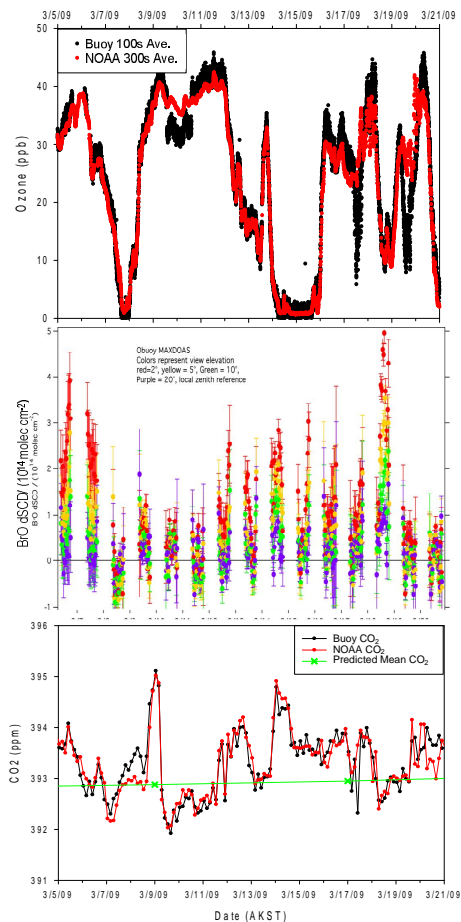 3/5/09 3/7/09 3/9/09 3/11/09 3/13/09 3/15/09 3/17/09 3/19/09 3/21/09
Buoy 100s Ave.
NOAA 300s Ave.
Ozone (ppb)
50
40
30
20
10
0
Obuoy MAXDOAS
Colors represent view elevation
red=2°, yellow = 5°, Green = 10°,
Purple = 20°, local zenith reference
BrO dSCD/ (10^14 molec cm-2)
5
4
3
2
1
0
-1
Buoy CO2
NOAA CO2
Predicted Mean CO2
CO2 (ppm)
396
395
394
393
392
391
3/5/09 3/7/09 3/9/09 3/11/09 3/13/09 3/15/09 3/17/09 3/19/09 3/21/09
Date (AKST)